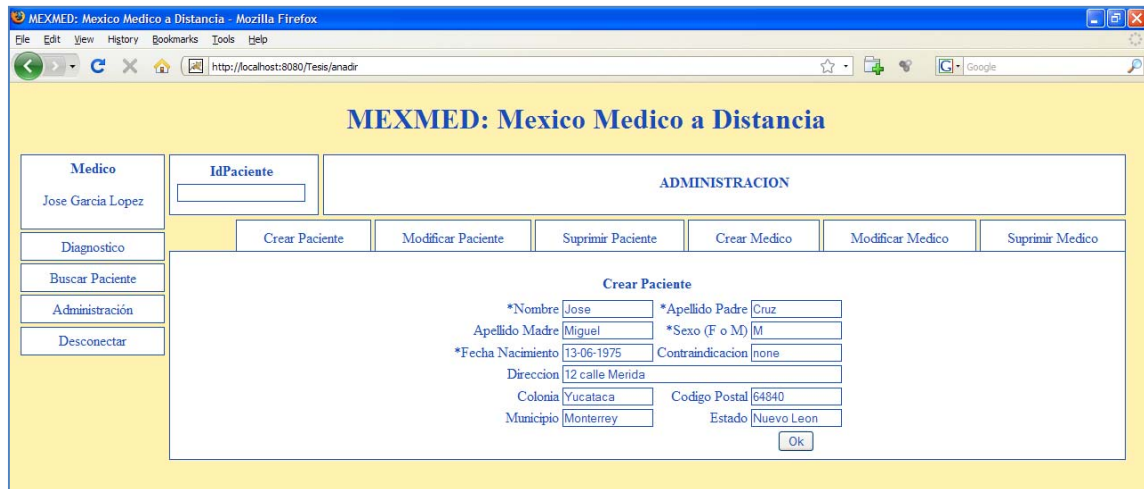 MEXMED: Mexico Medico a Distancia - Mozilla Firefox
File Edit View History Bookmarks Tools Help
http://localhost:8080/Tesis/anadir
Google
MEXMED: Mexico Medico a Distancia
Medico
Jose Garcia Lopez
IdPaciente
ADMINISTRACION
Diagnostico
Buscar Paciente
Administración
Desconectar
Crear Paciente Modificar Paciente Suprimir Paciente Crear Medico Modificar Medico Suprimir Medico
Crear Paciente
*Nombre Jose *Apellido Padre Cruz
Apellido Madre Miguel *Sexo (F o M) M
*Fecha Nacimiento 13-06-1975 Contraindicacion none
Direccion 12 calle Merida
Colonia Yucataca Codigo Postal 64840
Municipio Monterrey Estado Nuevo Leon
Ok